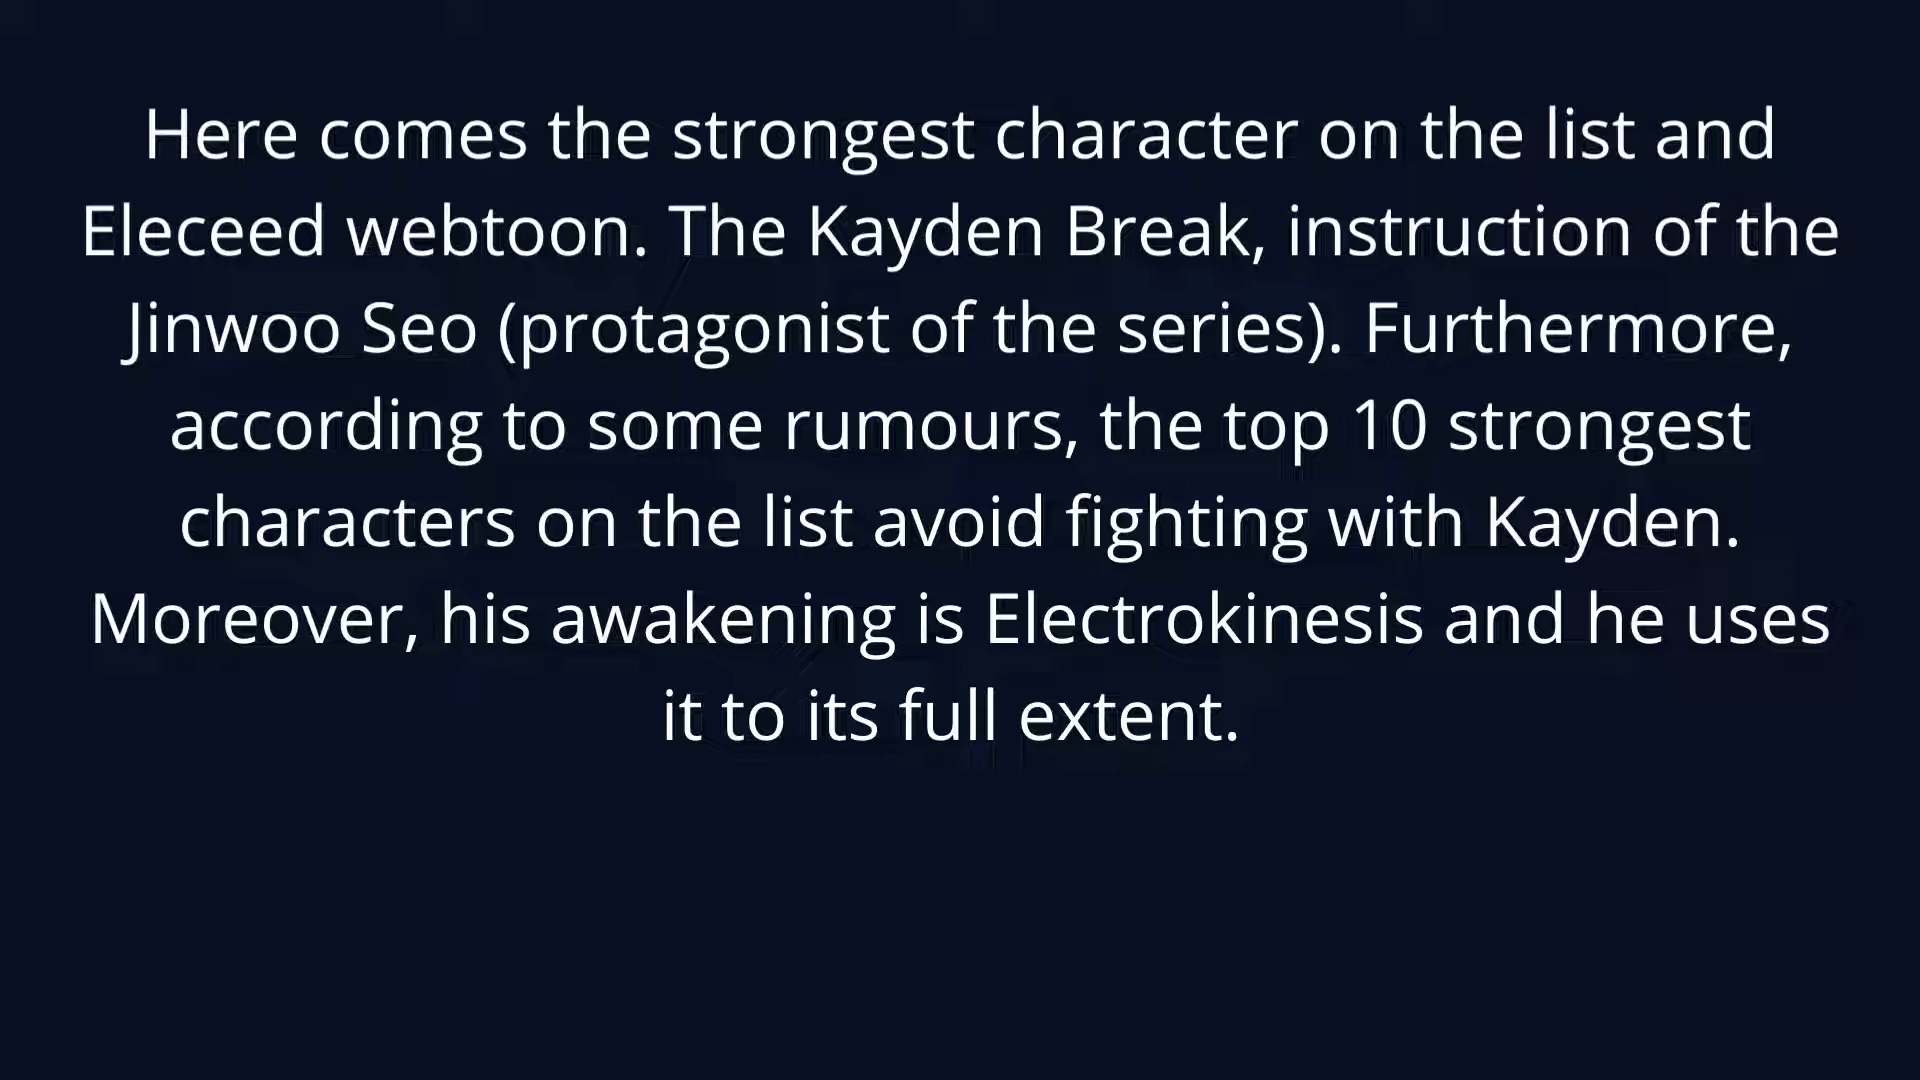 Here comes the strongest character on the list and
Eleceed webtoon. The Kayden Break, instruction of the
Jinwoo Seo (protagonist of the series). Furthermore,
according to some rumours, the top 10 strongest
characters on the list avoid fighting with Kayden.
Moreover, his awakening is Electrokinesis and he uses
it to its full extent.